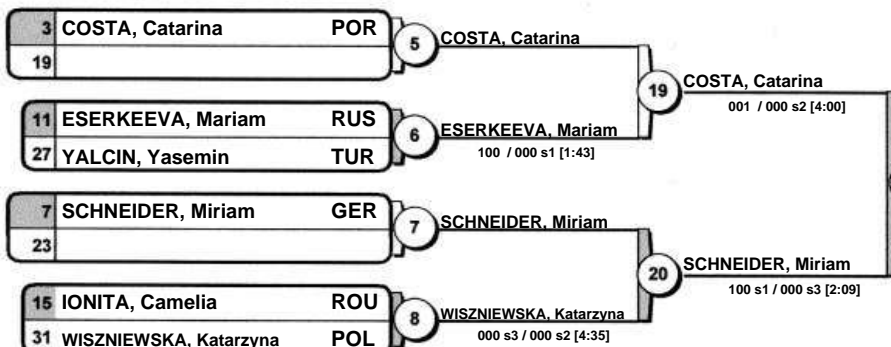 3 COSTA, Catarina POR
19
5 COSTA, Catarina
11 ESERKEEVA, Mariam RUS
27 YALCIN, Yasemin TUR
6 ESERKEEVA, Mariam
100 / 000 s1 [1:43]
19 COSTA, Catarina
001 / 000 s2 [4:00]
7 SCHNEIDER, Miriam GER
23
7 SCHNEIDER, Miriam
15 IONITA, Camelia ROU
31 WISZNIEWSKA, Katarzyna POL
8 WISZNIEWSKA, Katarzyna
000 s3 / 000 s2 [4:35]
20 SCHNEIDER, Miriam
100 s1 / 000 s3 [2:09]